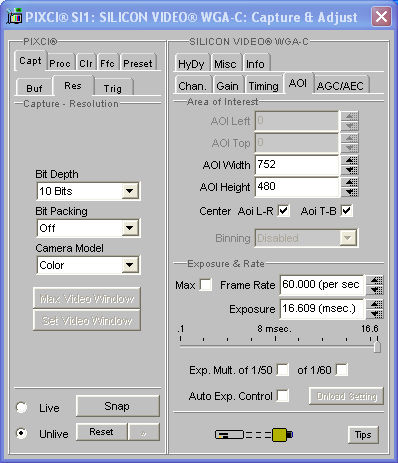 PIXCI® SI1: SILICON VIDEO® WGA-C: Capture & Adjust
PIXCI®
Capt Proc Clr Ffc Preset
Buf Res Trig
Capture - Resolution
Bit Depth
10 Bits
Bit Packing
Off
Camera Model
Color
Max Video Window
Set Video Window
Live
Snap
Unlive
Reset
»
SILICON VIDEO® WGA-C
HyDy Misc Info
Chan. Gain Timing AOI AGC/AEC
Area of Interest
AOI Left 0
AOI Top 0
AOI Width 752
AOI Height 480
Center Aoi L-R Aoi T-B
Binning Disabled
Exposure & Rate
Max Frame Rate 60.000 (per sec
Exposure 16.609 (msec.)
.1 8 msec. 16.6
Exp. Mult. of 1/50 of 1/60
Auto Exp. Control Unload Setting
Tips